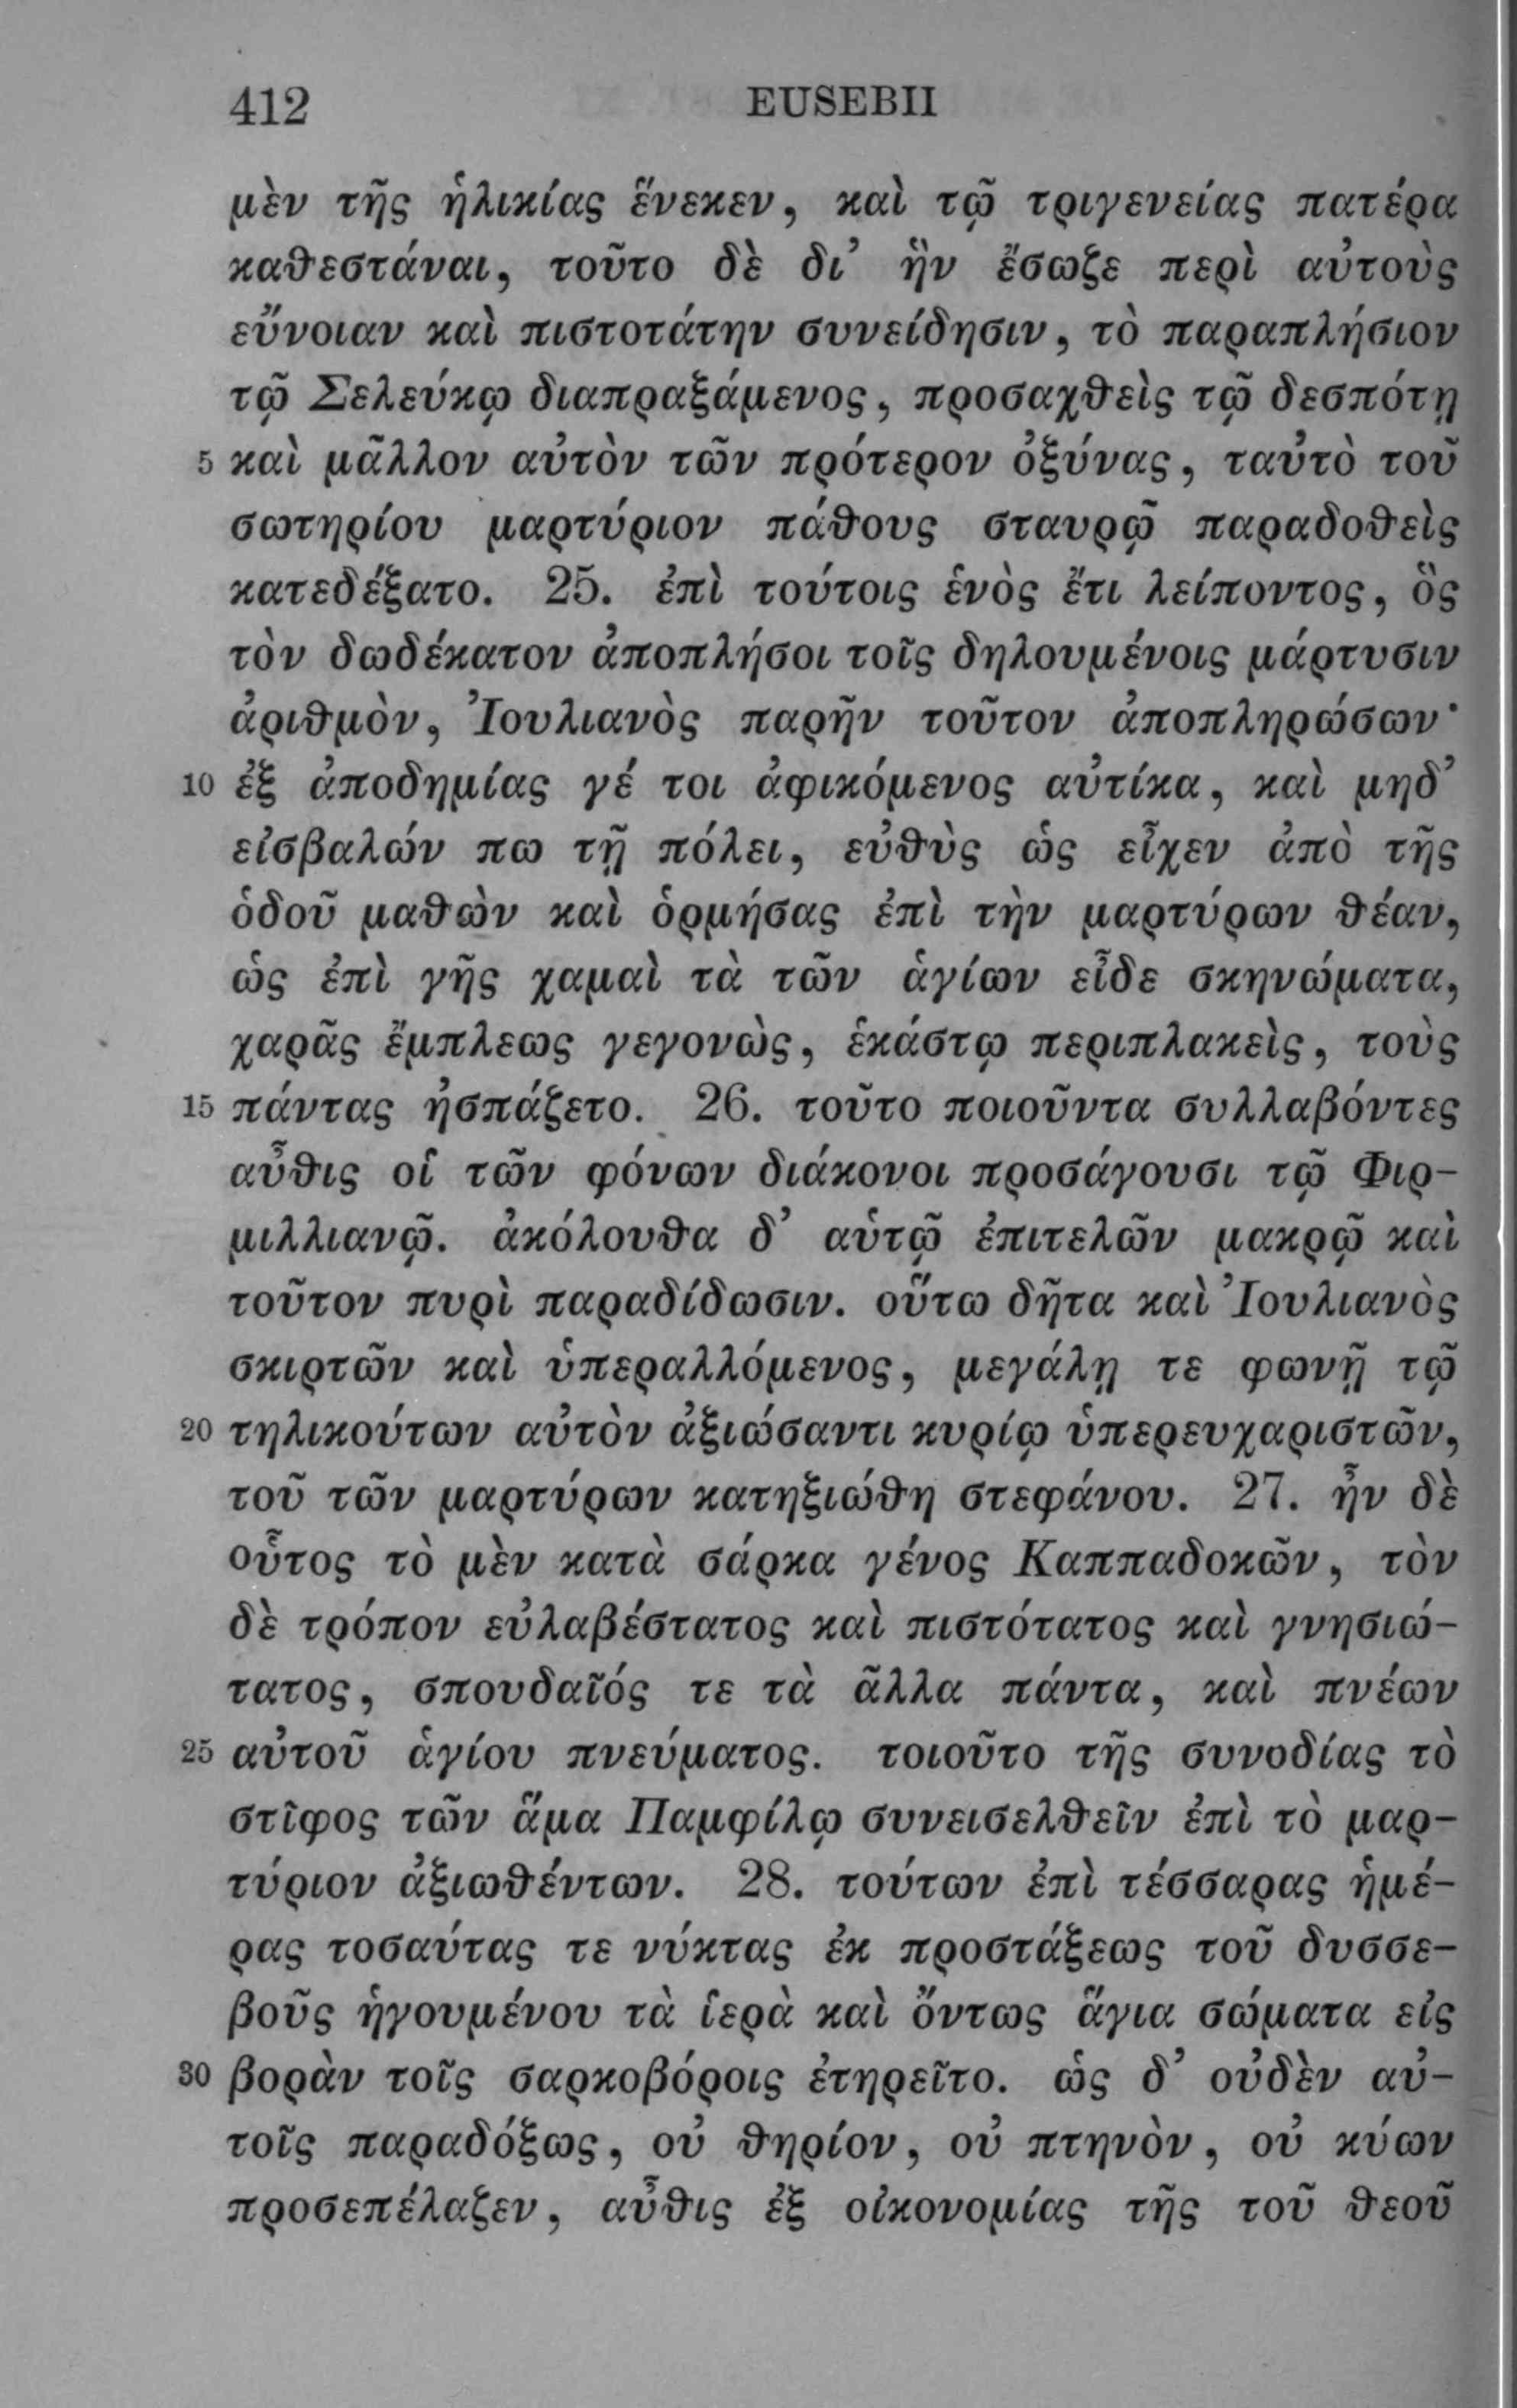 412 EUSEBII
μὲν τῆς ἡλικίας ἕνεκεν, καὶ τῷ τριγενείας πατέρα
καθεστάναι, τοῦτο δὲ δι’ ἣν ἔσωζε περὶ αὐτοὺς
εὔνοιαν καὶ πιστοτάτην συνείδησιν, τὸ παραπλήσιον
τῷ Σελεύκῳ διαπραξάμενος, προσαχθεὶς τῷ δεσπότῃ
5 καὶ μᾶλλον αὐτὸν τῶν πρότερον ὀξύνας, ταὐτὸ τοῦ
σωτηρίου μαρτύριον πάθους σταυρῷ παραδοθεὶς
κατεδέξατο. 25. ἐπὶ τούτοις ἑνὸς ἔτι λείποντος, ὃς
τὸν δωδέκατον ἀποπλήσοι τοῖς δηλουμένοις μάρτυσιν
ἀριθμὸν, Ἰουλιανὸς παρῆν τοῦτον ἀποπληρώσων·
10 ἐξ ἀποδημίας γέ τοι ἀφικόμενος αὐτίκα, καὶ μηδ’
εἰσβαλών πω τῇ πόλει, εὐθὺς ὡς εἶχεν ἀπὸ τῆς
ὁδοῦ μαθὼν καὶ ὁρμήσας ἐπὶ τὴν μαρτύρων θέαν,
ὡς ἐπὶ γῆς χαμαὶ τὰ τῶν ἁγίων εἶδε σκηνώματα,
χαρᾶς ἔμπλεως γεγονὼς, ἑκάστῳ περιπλακεὶς, τοὺς
15 πάντας ἠσπάζετο. 26. τοῦτο ποιοῦντα συλλαβόντες
αὖθις οἱ τῶν φόνων διάκονοι προσάγουσι τῷ Φιρ-
μιλλιανῷ. ἀκόλουθα δ’ αὑτῷ ἐπιτελῶν μακρῷ καὶ
τοῦτον πυρὶ παραδίδωσιν. οὕτω δῆτα καὶ Ἰουλιανὸς
σκιρτῶν καὶ ὑπεραλλόμενος, μεγάλῃ τε φωνῇ τῷ
20 τηλικούτων αὐτὸν ἀξιώσαντι κυρίῳ ὑπερευχαριστῶν,
τοῦ τῶν μαρτύρων κατηξιώθη στεφάνου. 27. ἦν δὲ
οὗτος τὸ μὲν κατὰ σάρκα γένος Καππαδοκῶν, τὸν
δὲ τρόπον εὐλαβέστατος καὶ πιστότατος καὶ γνησιώ-
τατος, σπουδαῖός τε τὰ ἄλλα πάντα, καὶ πνέων
25 αὐτοῦ ἁγίου πνεύματος. τοιοῦτο τῆς συνοδίας τὸ
στῖφος τῶν ἅμα Παμφίλῳ συνεισελθεῖν ἐπὶ τὸ μαρ-
τύριον ἀξιωθέντων. 28. τούτων ἐπὶ τέσσαρας ἡμέ-
ρας τοσαύτας τε νύκτας ἐκ προστάξεως τοῦ δυσσε-
βοῦς ἡγουμένου τὰ ἱερὰ καὶ ὄντως ἅγια σώματα εἰς
30 βορὰν τοῖς σαρκοβόροις ἐτηρεῖτο. ὡς δ’ οὐδὲν αὐ-
τοῖς παραδόξως, οὐ θηρίον, οὐ πτηνὸν, οὐ κύων
προσεπέλαζεν, αὖθις ἐξ οἰκονομίας τῆς τοῦ θεοῦ